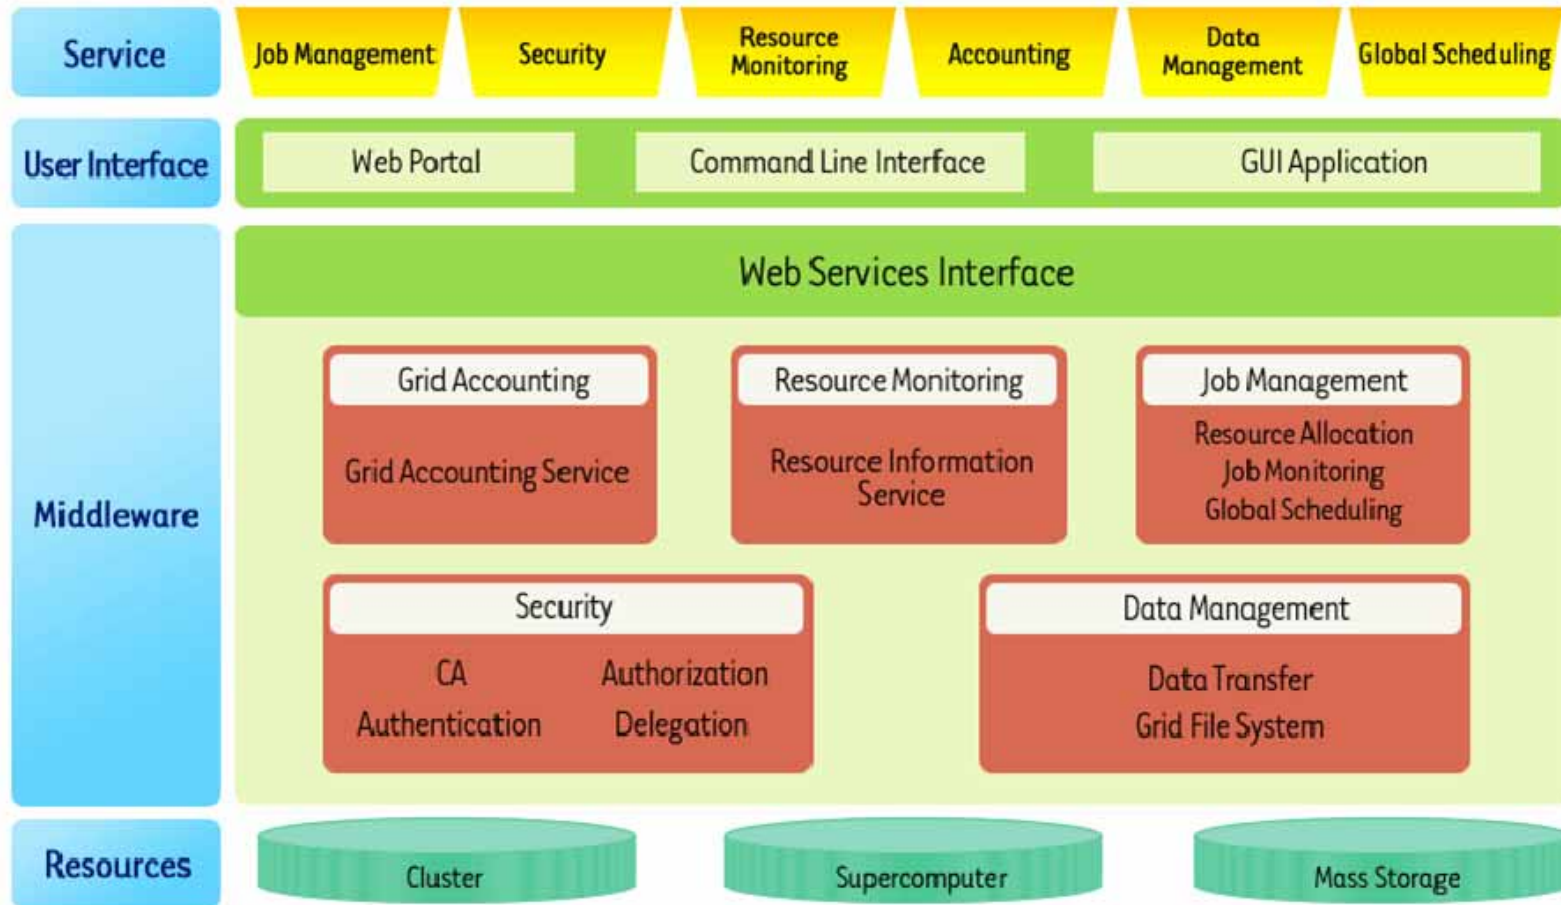 Service
Job Management
Security
Resource
Monitoring
Accounting
Data
Management
Global Scheduling
User Interface
Web Portal
Command Line Interface
GUI Application
Middleware
Web Services Interface
Grid Accounting
Grid Accounting Service
Resource Monitoring
Resource Information
Service
Job Management
Resource Allocation
Job Monitoring
Global Scheduling
Security
CA
Authorization
Authentication
Delegation
Data Management
Data Transfer
Grid File System
Resources
Cluster
Supercomputer
Mass Storage